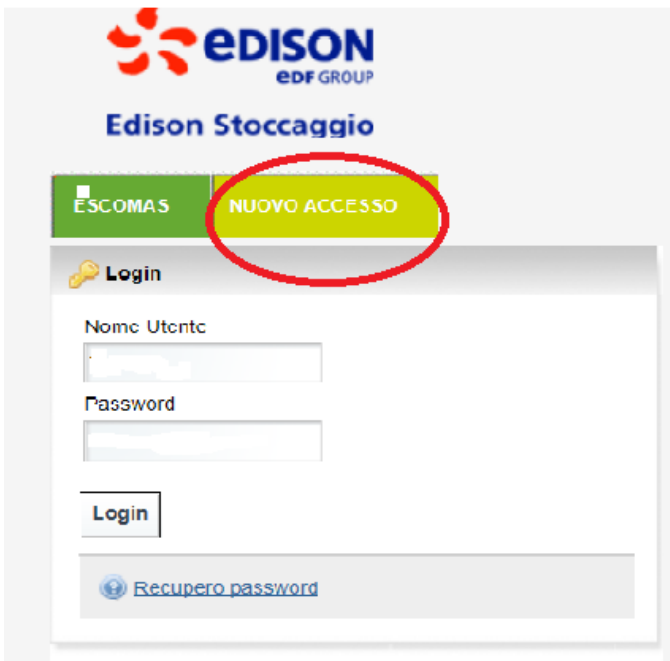 eDISON
eDF GROUP
Edison Stoccaggio
ESCOMAS NUOVO ACCESSO
Login
Nome Utente
Password
Login
Recupero password